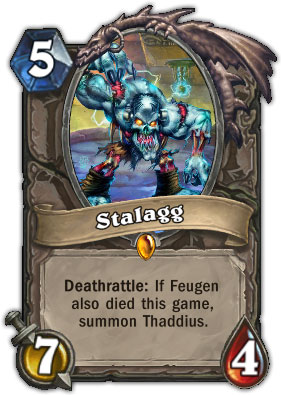 5
Stalagg
Deathrattle: If Feugen
also died this game,
summon Thaddius.
7
4